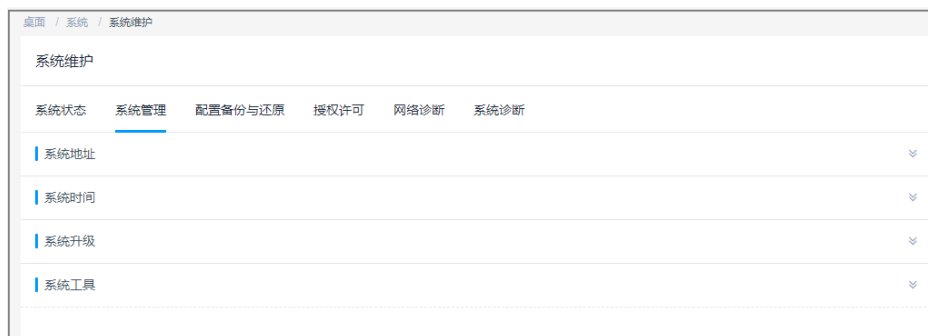 桌面 / 系统 / 系统维护
系统维护
系统状态 系统管理 配置备份与还原 授权许可 网络诊断 系统诊断
系统地址
系统时间
系统升级
系统工具